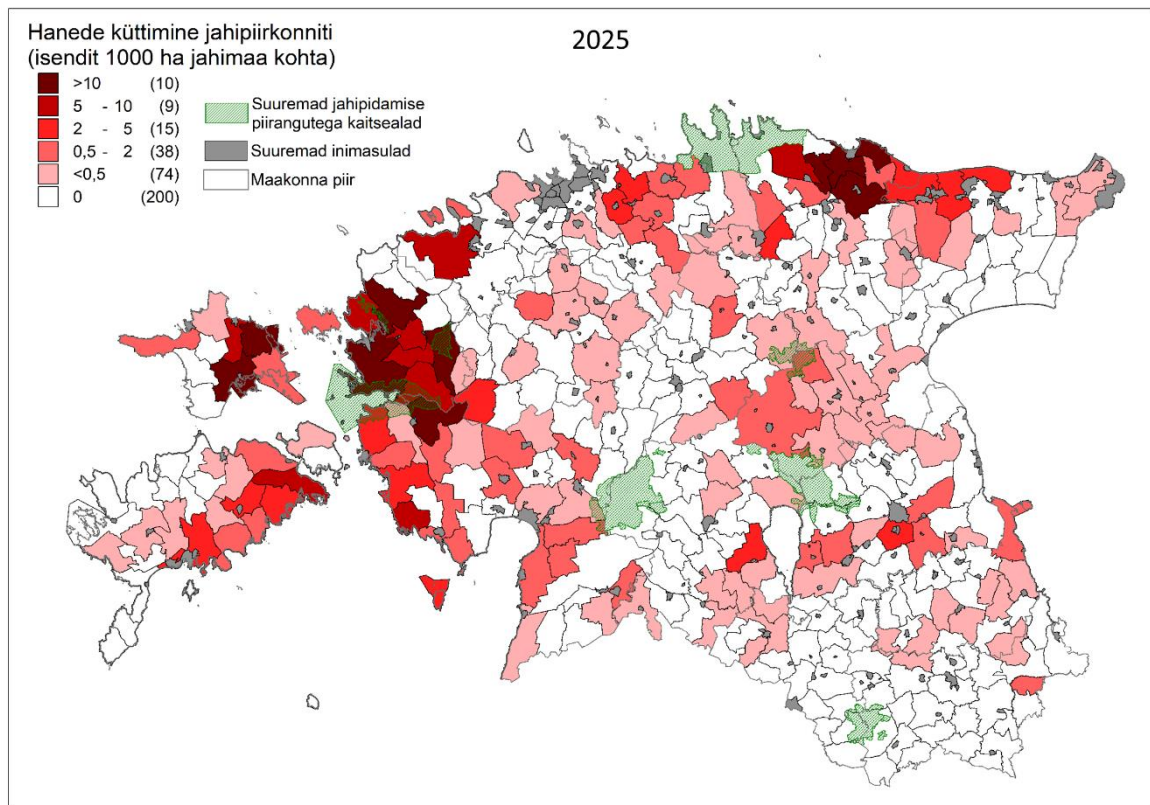 Hanede küttimine jahipiirkonniti
(isendit 1000 ha jahimaa kohta)
2025
>10 (10)
5 - 10 (9)
2 - 5 (15)
0,5 - 2 (38)
<0,5 (74)
0 (200)
Suuremad jahipidamise
piirangutega kaitsealad
Suuremad inimasulad
Maakonna piir